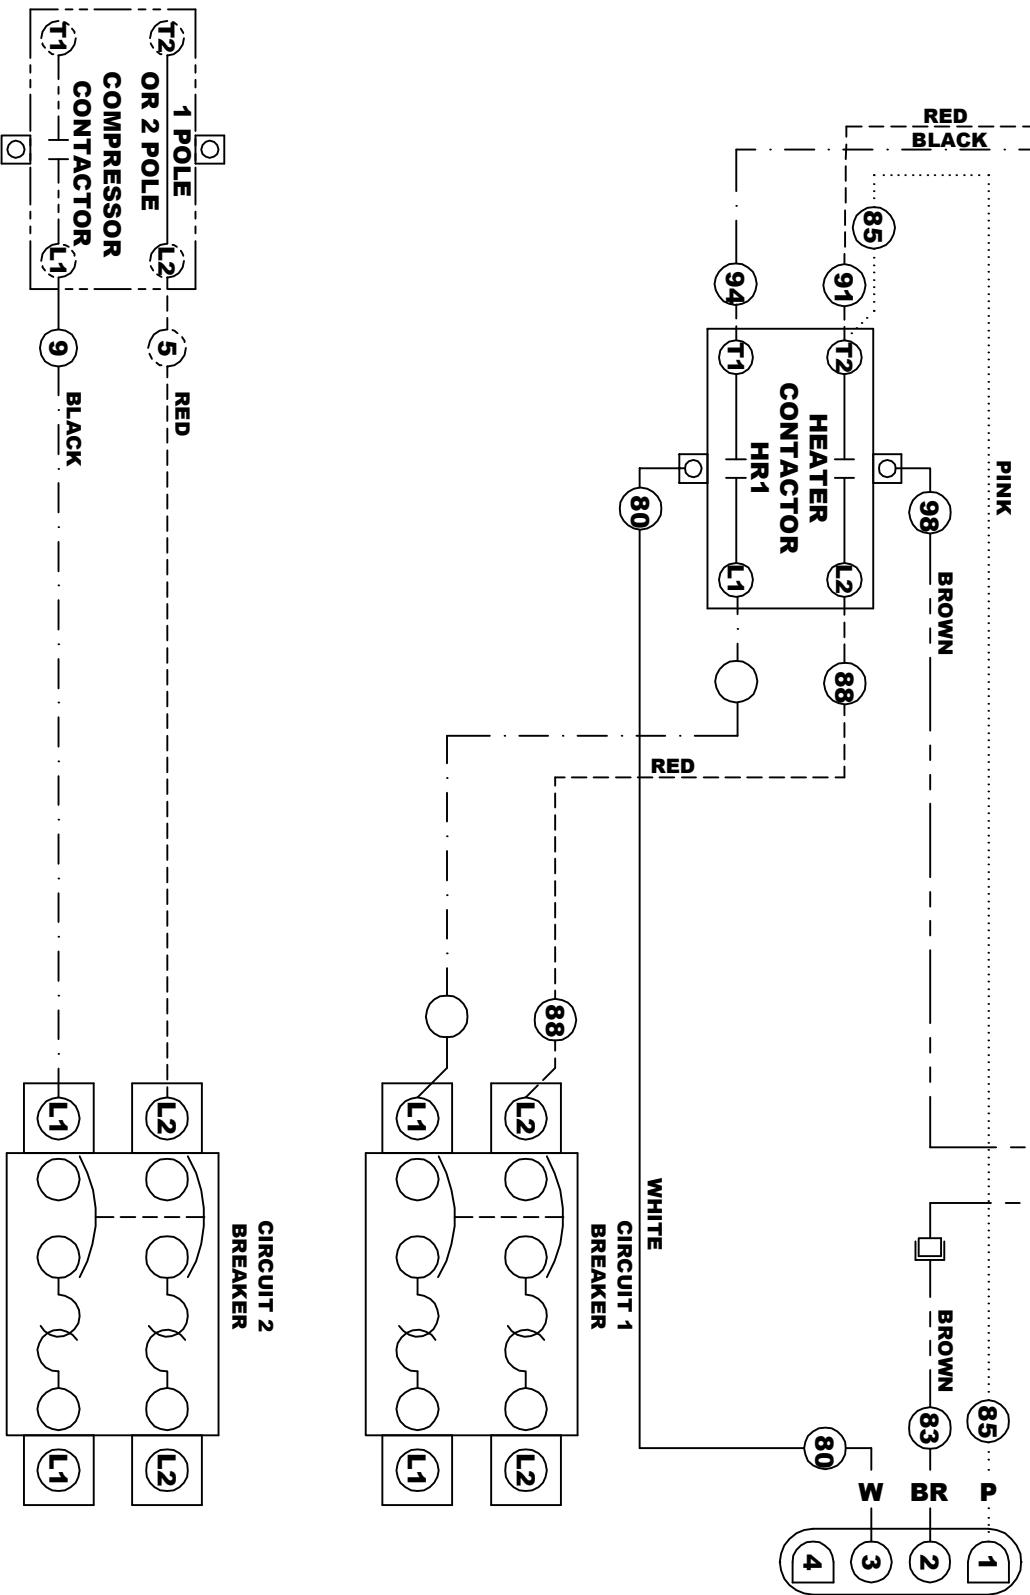 RED
BLACK
T1
T2
1 POLE
OR 2 POLE
COMPRESSOR
CONTACTOR
L1
L2
9
5
BLACK
RED
85
94
91
T1
T2
HEATER
CONTACTOR
HR1
L1
L2
80
98
PINK
BROWN
88
RED
88
L1
L2
L1
L2
WHITE
CIRCUIT 2
BREAKER
CIRCUIT 1
BREAKER
BROWN
L1
L2
L1
L2
80
83
85
W
BR
P
4
3
2
1